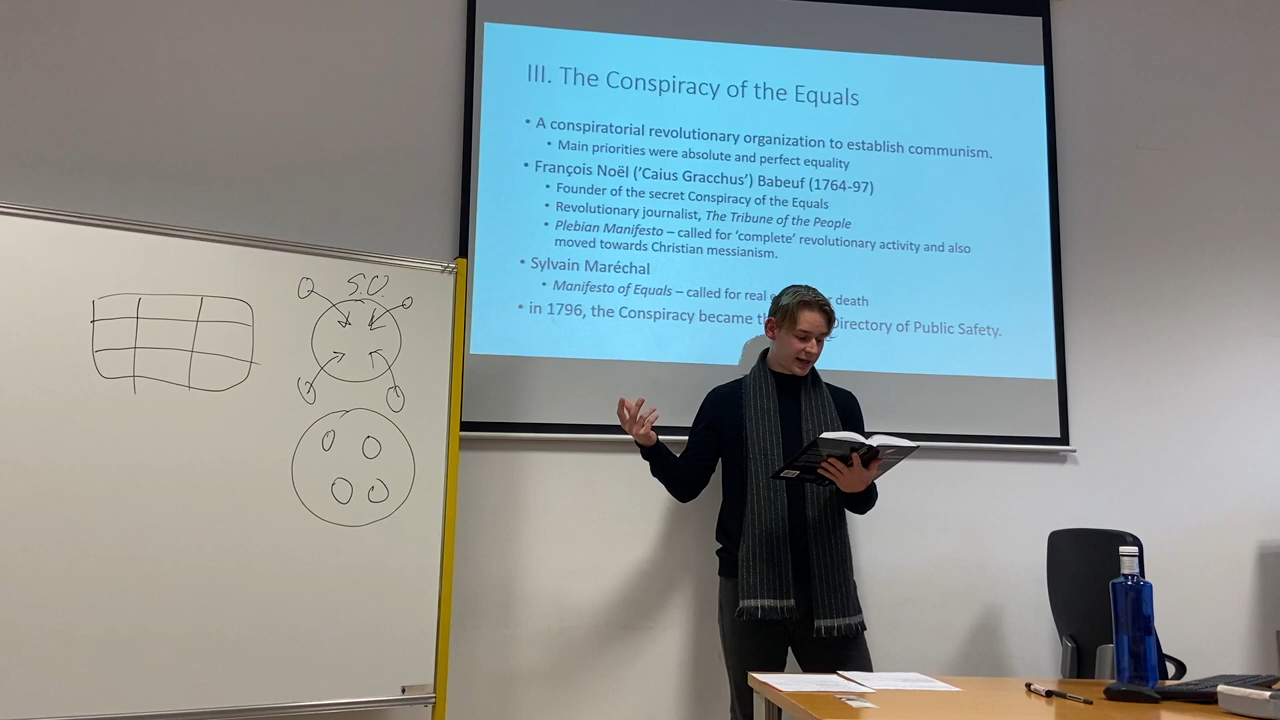 III. The Conspiracy of the Equals
• A conspiratorial revolutionary organization to establish communism.
• Main priorities were absolute and perfect equality
• François Noël ('Caius Gracchus') Babeuf (1764-97)
• Founder of the secret Conspiracy of the Equals
• Revolutionary journalist, The Tribune of the People
• Plebian Manifesto – called for 'complete' revolutionary activity and also
moved towards Christian messianism.
• Sylvain Maréchal
• Manifesto of Equals – called for real death
• in 1796, the Conspiracy became Directory of Public Safety.